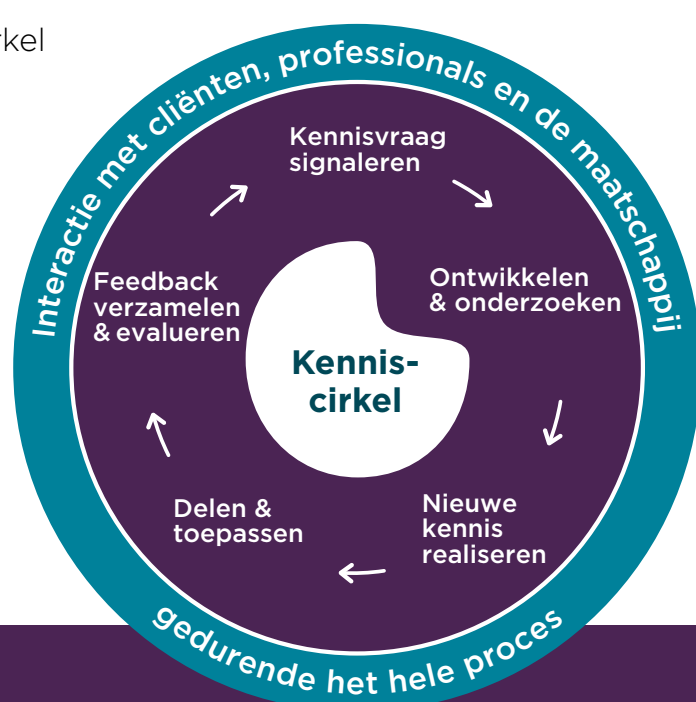 rkel
Interactie met cliënten, professionals en de maatschappij
Kennisvraag
signaleren
Ontwikkelen
& onderzoeken
Nieuwe
kennis
realiseren
Delen &
toepassen
Feedback
verzamelen
& evalueren
Kennis-
cirkel
gedurende het hele proces